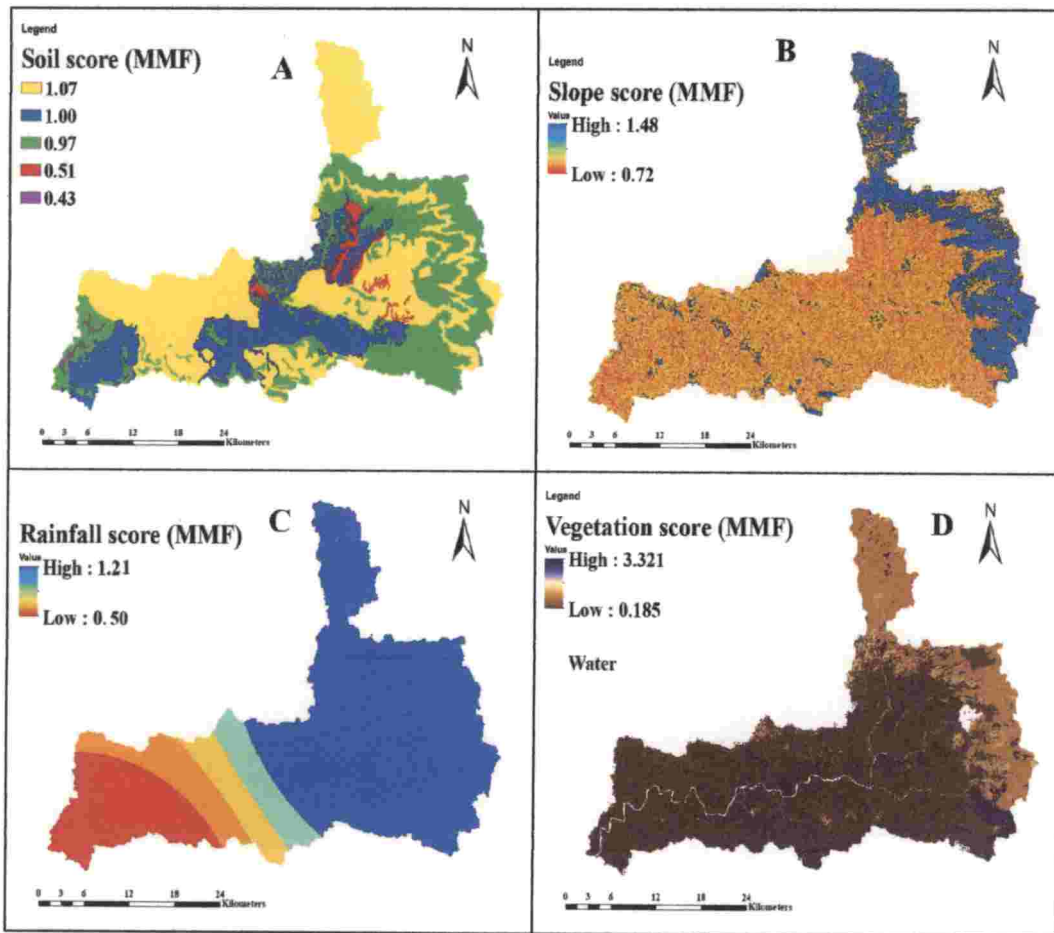 Legend
Soil score (MMF)
A
N
1.07
1.00
0.97
0.51
0.43
0 3 6 12 18 24
Kilometers
Legend
Slope score (MMF)
B
N
Value
High : 1.48
Low : 0.72
0 3 6 12 18 24
Kilometers
Rainfall score (MMF)
C
N
Value
High : 1.21
Low : 0.50
0 3 6 12 18 24
Kilometers
Legend
Vegetation score (MMF)
D
N
Value
High : 3.321
Low : 0.185
Water
0 3 6 12 18 24
Kilometers